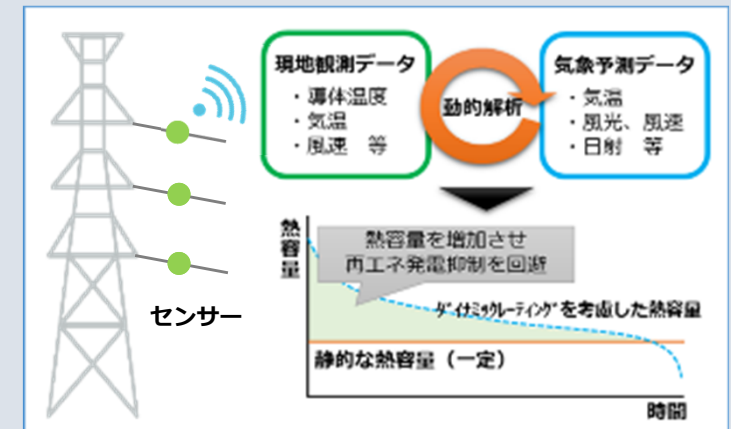 現地観測データ
・導体温度
・気温
・風速 等
動的解析
気象予測データ
・気温
・風光、風速
・日射 等
センサー
熱容量
熱容量を増加させ
再エネ発電抑制を回避
ダイナミックレーティングを考慮した熱容量
静的な熱容量（一定）
時間